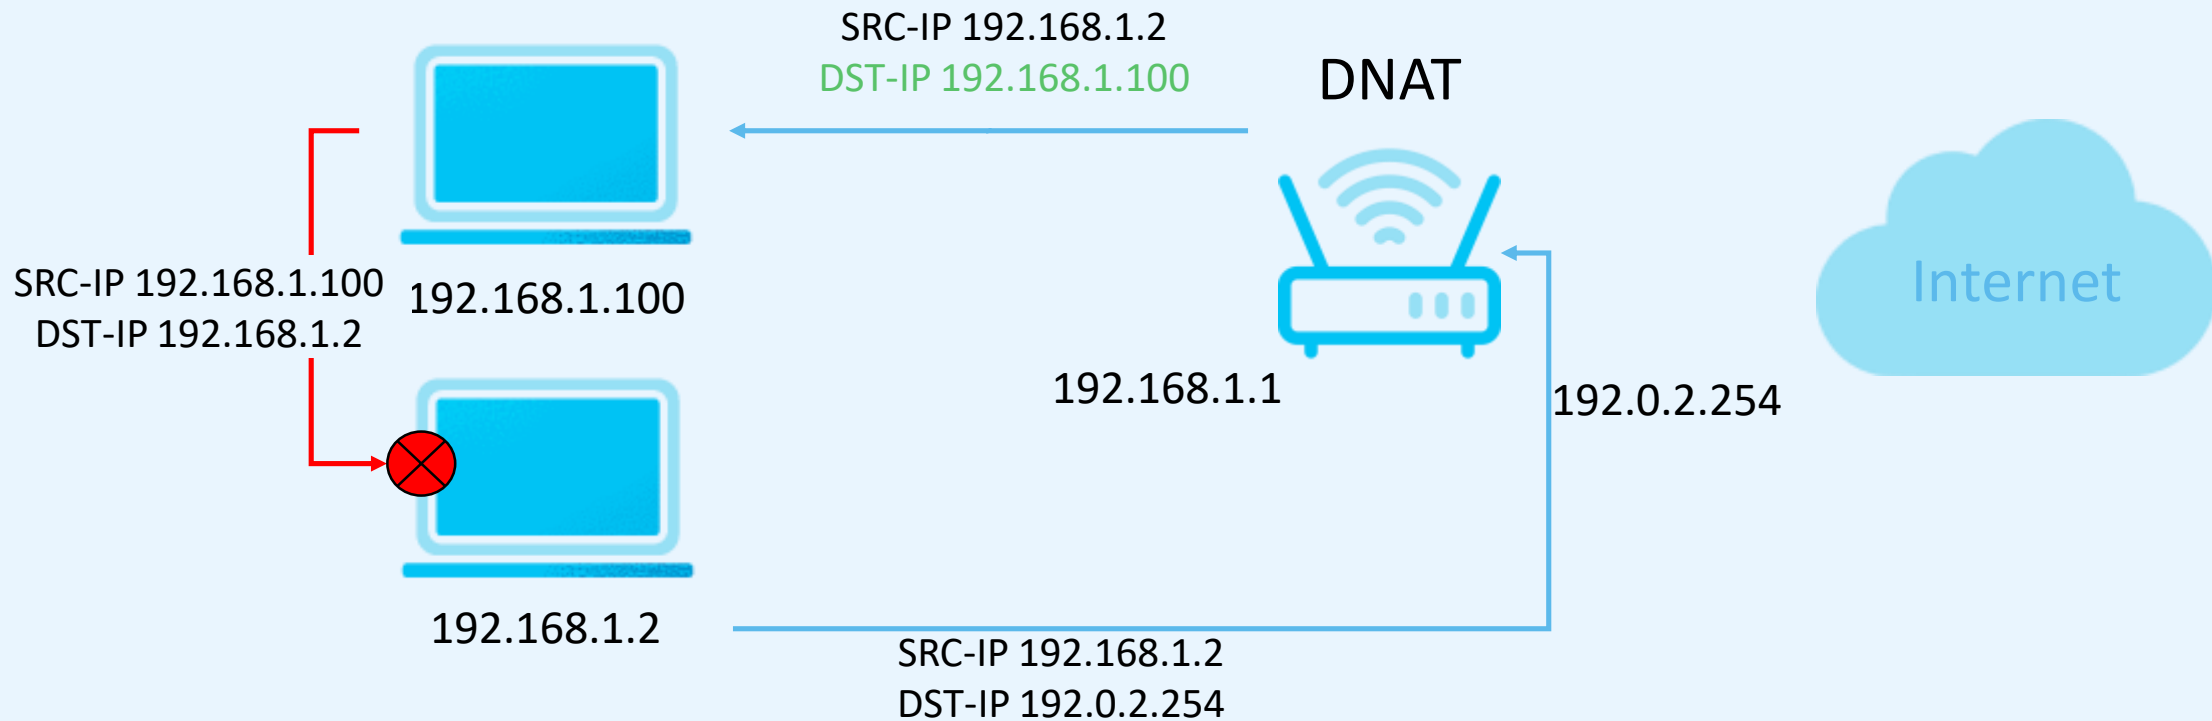 SRC-IP 192.168.1.2
DST-IP 192.168.1.100
DNAT
Internet
SRC-IP 192.168.1.100
DST-IP 192.168.1.2
192.168.1.100
192.168.1.1
192.0.2.254
192.168.1.2
SRC-IP 192.168.1.2
DST-IP 192.0.2.254